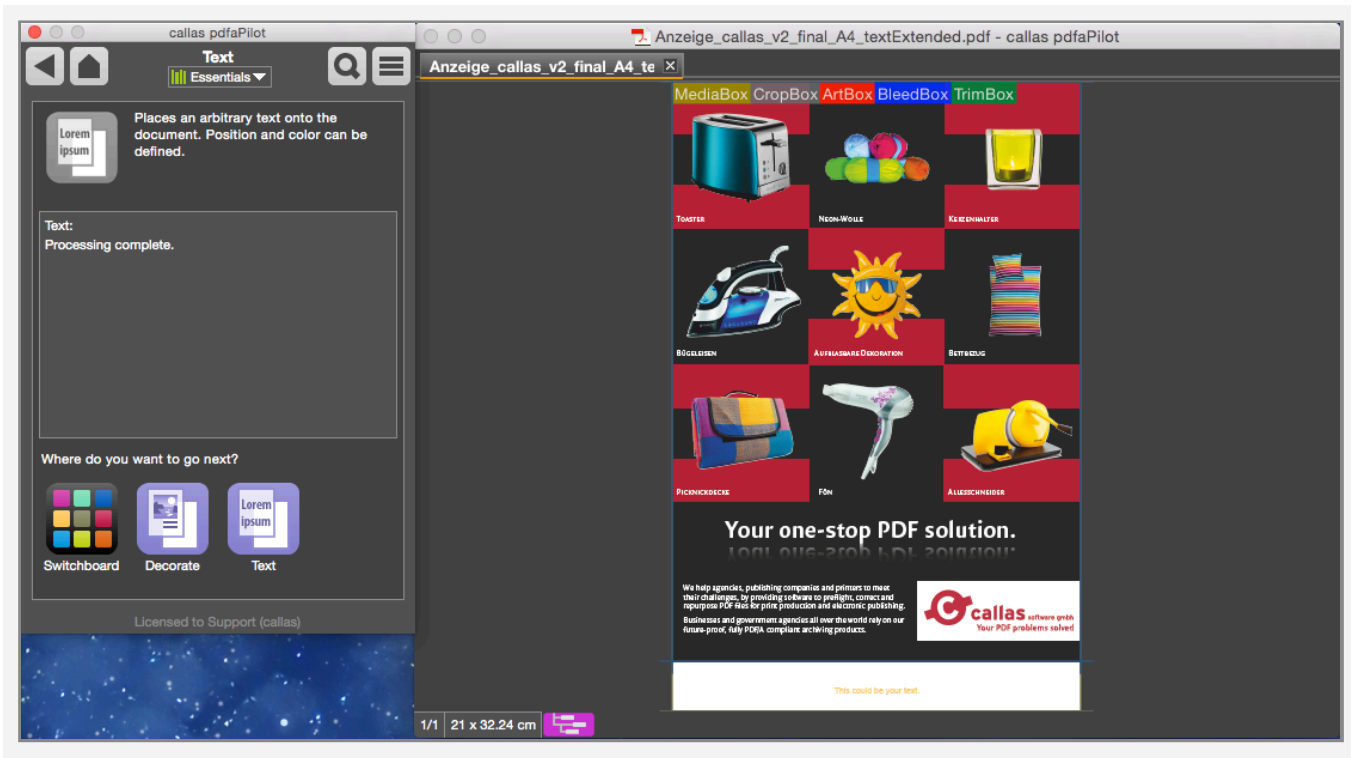 callas pdfaPilot
Text
Essentials
Lorem
ipsum
Places an arbitrary text onto the
document. Position and color can be
defined.
Text:
Processing complete.
Where do you want to go next?
Lorem
ipsum
Switchboard
Decorate
Text
Licensed to Support (callas)
Anzeige_callas_v2_final_A4_textExtended.pdf - callas pdfaPilot
Anzeige_callas_v2_final_A4_te
MediaBox CropBox ArtBox BleedBox TrimBox
Toaster
Neon-Wolle
Kerzenhalter
Bügeleisen
Aufblasbare Dekoration
Bettbezug
Picknickdecke
Fön
Allesschneider
Your one-stop PDF solution.
We help agencies, publishing companies and printers to meet
their challenges, by providing software to preflight, correct and
repurpose PDF files for print production and electronic publishing.
Businesses and government agencies all over the world rely on our
future-proof, fully PDF/A compliant archiving products.
callas software gmbh
Your PDF problems solved
This could be your text.
1/1 21 x 32.24 cm